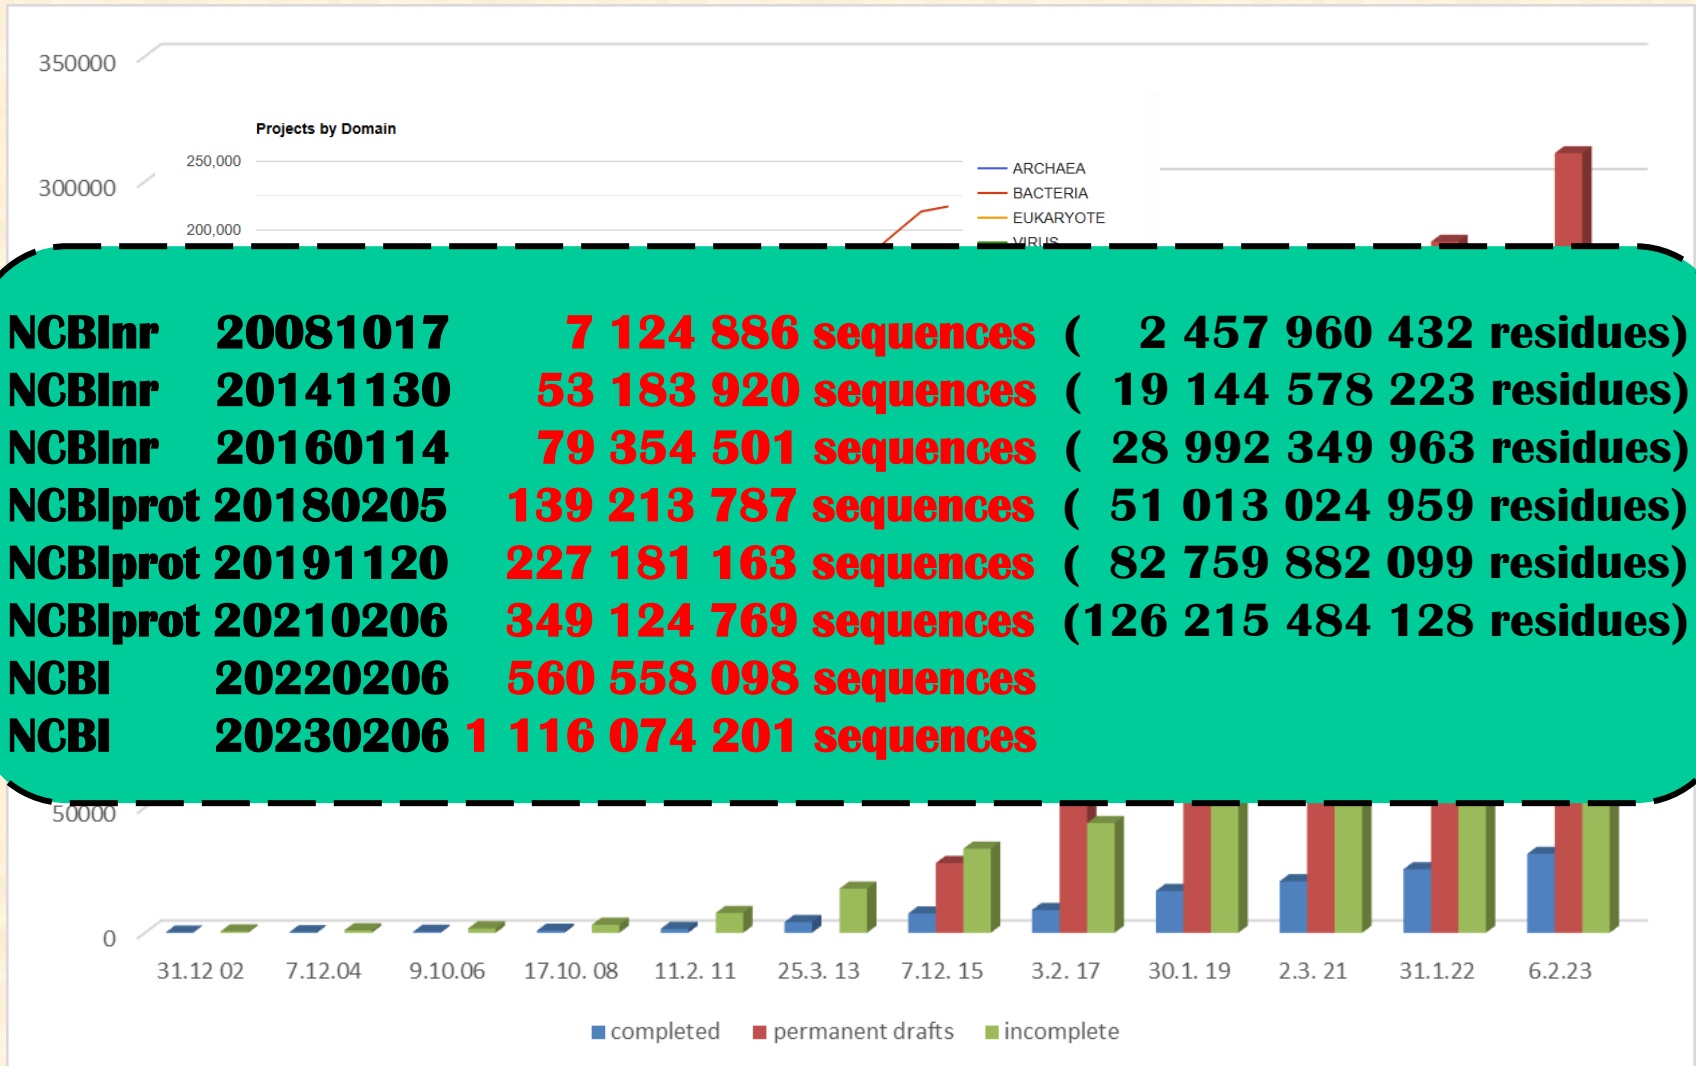 350000
300000
Projects by Domain
250,000
200,000
ARCHAEA
BACTERIA
EUKARYOTE
VIRUS
NCBInr 20081017 7 124 886 sequences ( 2 457 960 432 residues)
NCBInr 20141130 53 183 920 sequences ( 19 144 578 223 residues)
NCBInr 20160114 79 354 501 sequences ( 28 992 349 963 residues)
NCBIprot 20180205 139 213 787 sequences ( 51 013 024 959 residues)
NCBIprot 20191120 227 181 163 sequences ( 82 759 882 099 residues)
NCBIprot 20210206 349 124 769 sequences (126 215 484 128 residues)
NCBI 20220206 560 558 098 sequences
NCBI 20230206 1 116 074 201 sequences
50000
0
31.12 02 7.12.04 9.10.06 17.10. 08 11.2. 11 25.3. 13 7.12. 15 3.2. 17 30.1. 19 2.3. 21 31.1.22 6.2.23
completed permanent drafts incomplete